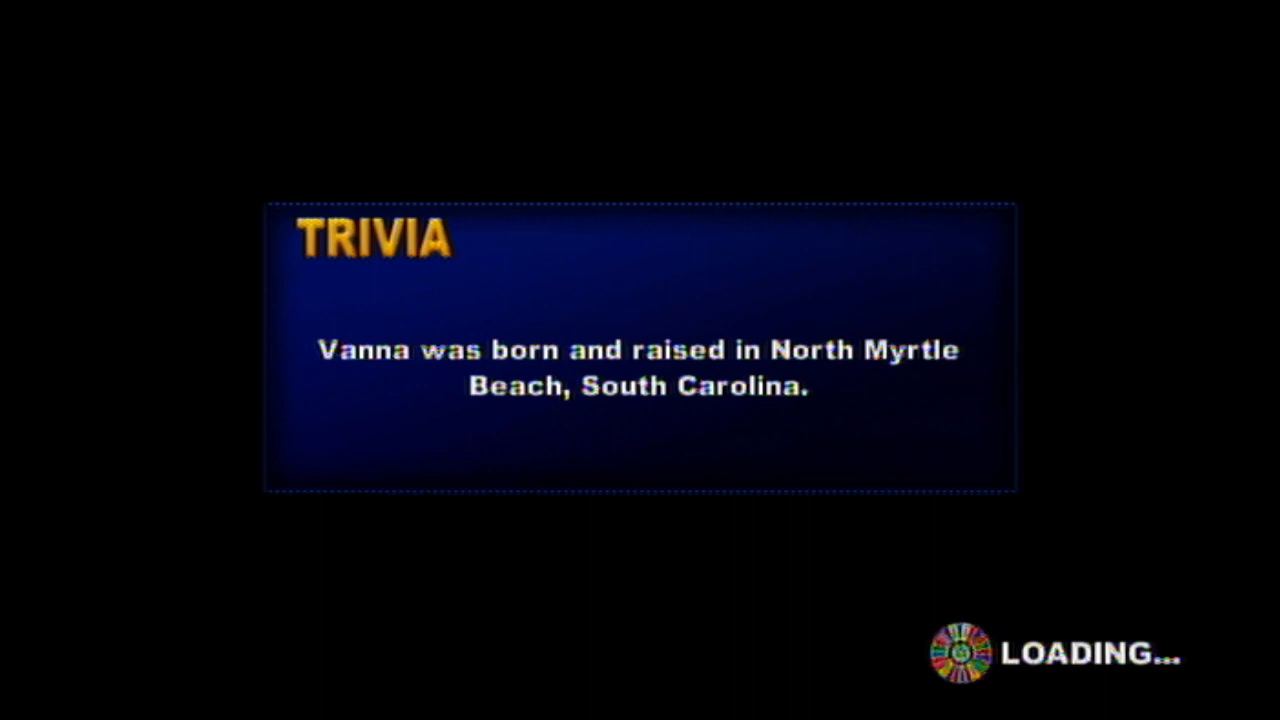 TRIVIA
Vanna was born and raised in North Myrtle
Beach, South Carolina.
LOADING...